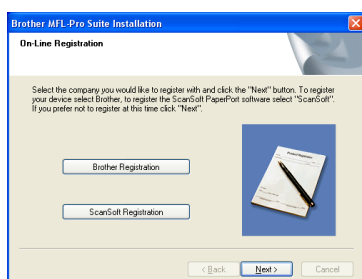 Brother MFL-Pro Suite Installation
On-Line Registration
Select the company you would like to register with and click the "Next" button. To register
your device select Brother, to register the ScanSoft PaperPort software select "ScanSoft".
If you prefer not to register at this time click "Next".
Brother Registration
ScanSoft Registration
< Back
Next >
Cancel